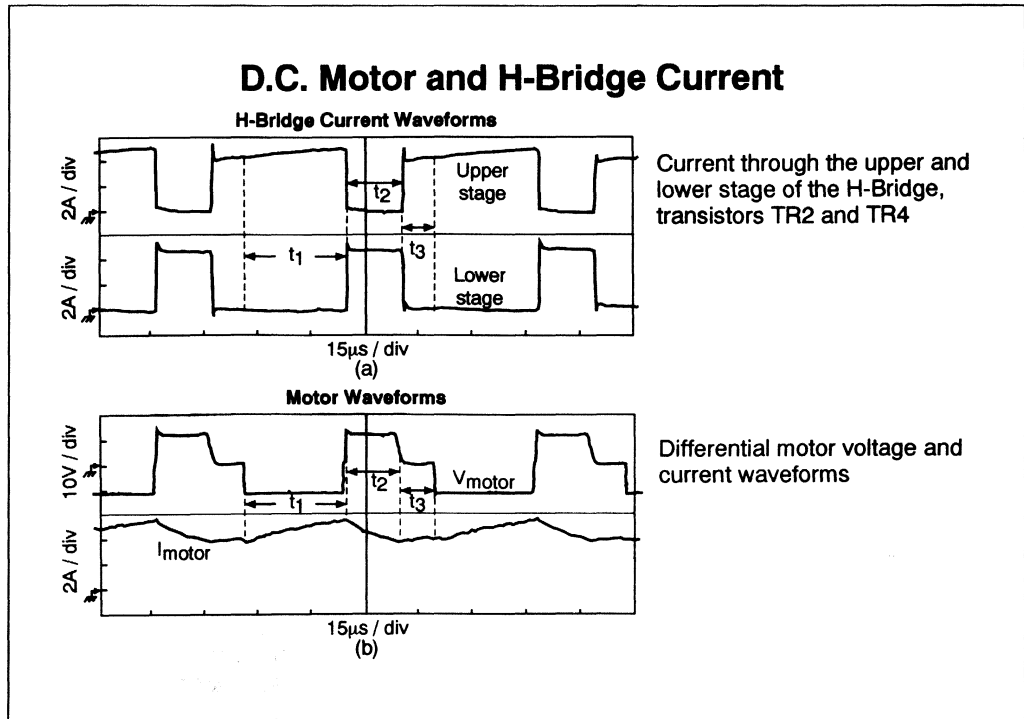 D.C. Motor and H-Bridge Current
H-Bridge Current Waveforms
2A / div
Upper
stage
t2
t1
t3
2A / div
Lower
stage
15µs / div
(a)
Current through the upper and
lower stage of the H-Bridge,
transistors TR2 and TR4
Motor Waveforms
10V / div
t2
Vmotor
t1
t3
2A / div
Imotor
15µs / div
(b)
Differential motor voltage and
current waveforms